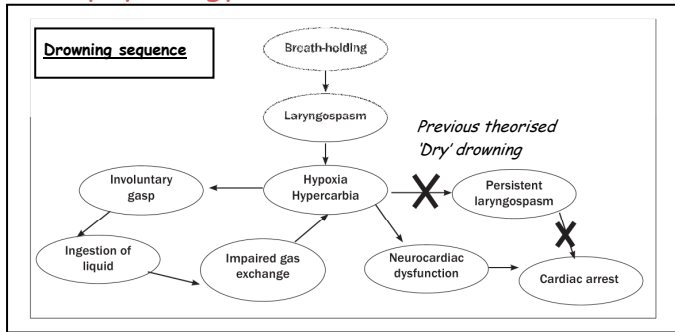 Drowning sequence
Breath-holding
Laryngospasm
Previous theorised
'Dry' drowning
Hypoxia
Hypercarbia
Involuntary
gasp
Persistent
laryngospasm
Ingestion of
liquid
Impaired gas
exchange
Neurocardiac
dysfunction
Cardiac arrest